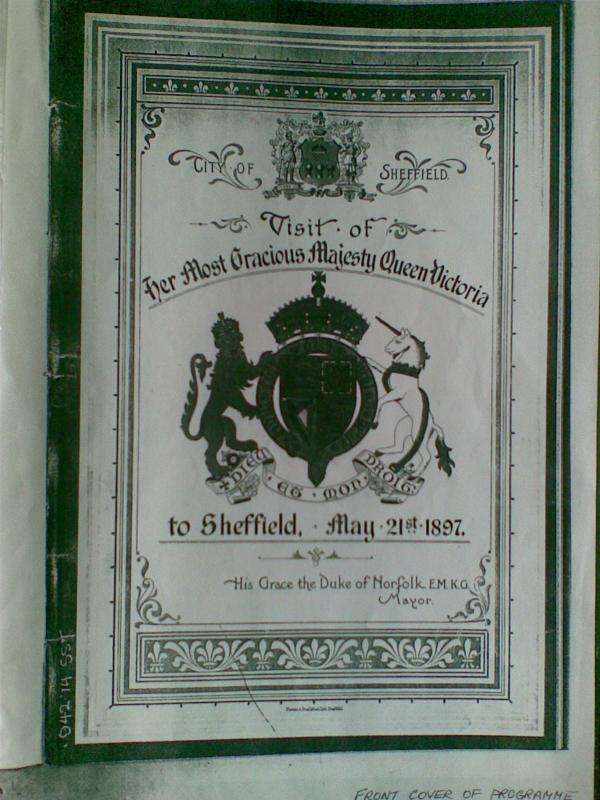 CITY OF SHEFFIELD.
Visit of
Her Most Gracious Majesty Queen Victoria
DIEU ET MON DROIT
to Sheffield, May 21st 1897.
His Grace the Duke of Norfolk E.M.K.G.
Mayor.
.942.14 SST
FRONT COVER OF PROGRAMME